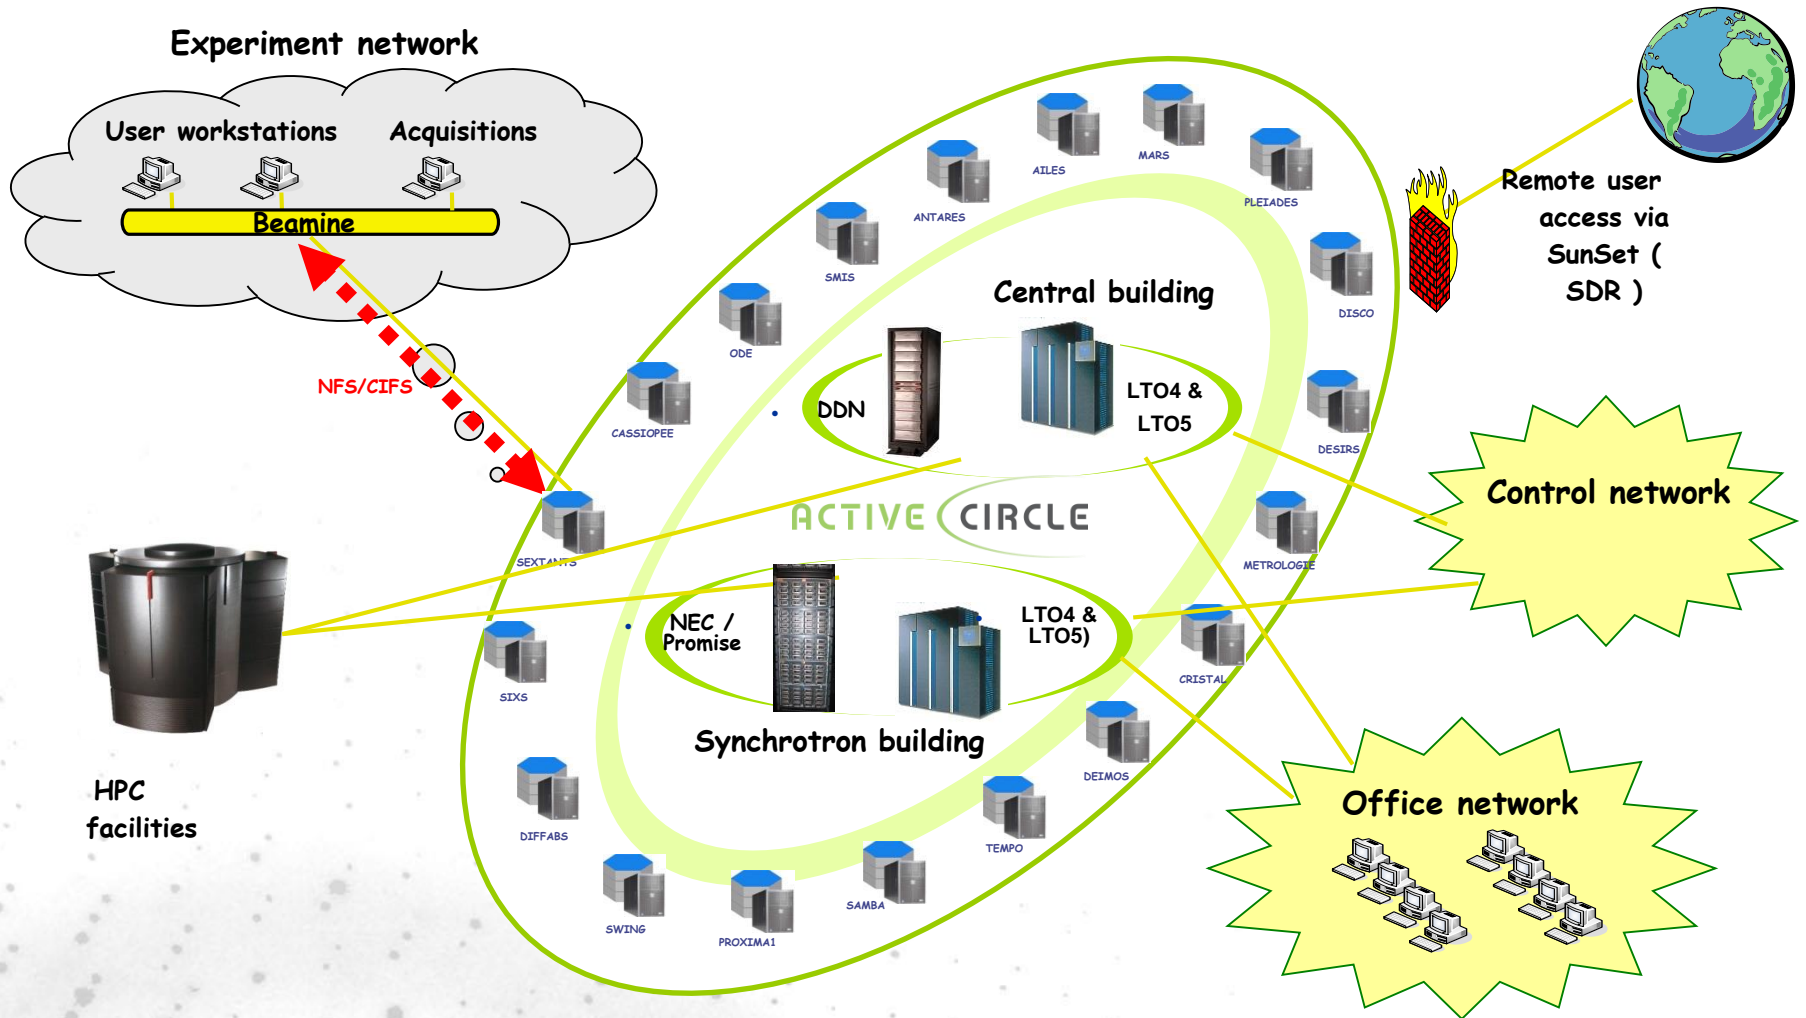 Experiment network
User workstations
Acquisitions
Beamine
NFS/CIFS
MARS
AILES
ANTARES
PLEIADES
SMIS
DISCO
ODE
CASSIOPEE
DESIRS
SEXTANTS
METROLOGIE
SIXS
CRISTAL
DIFFABS
DEIMOS
SWING
PROXIMA1
SAMBA
TEMPO
Remote user
access via
SunSet (
SDR )
Central building
DDN
LTO4 &
LTO5
ACTIVE CIRCLE
NEC /
Promise
LTO4 &
LTO5)
Synchrotron building
Control network
Office network
HPC
facilities